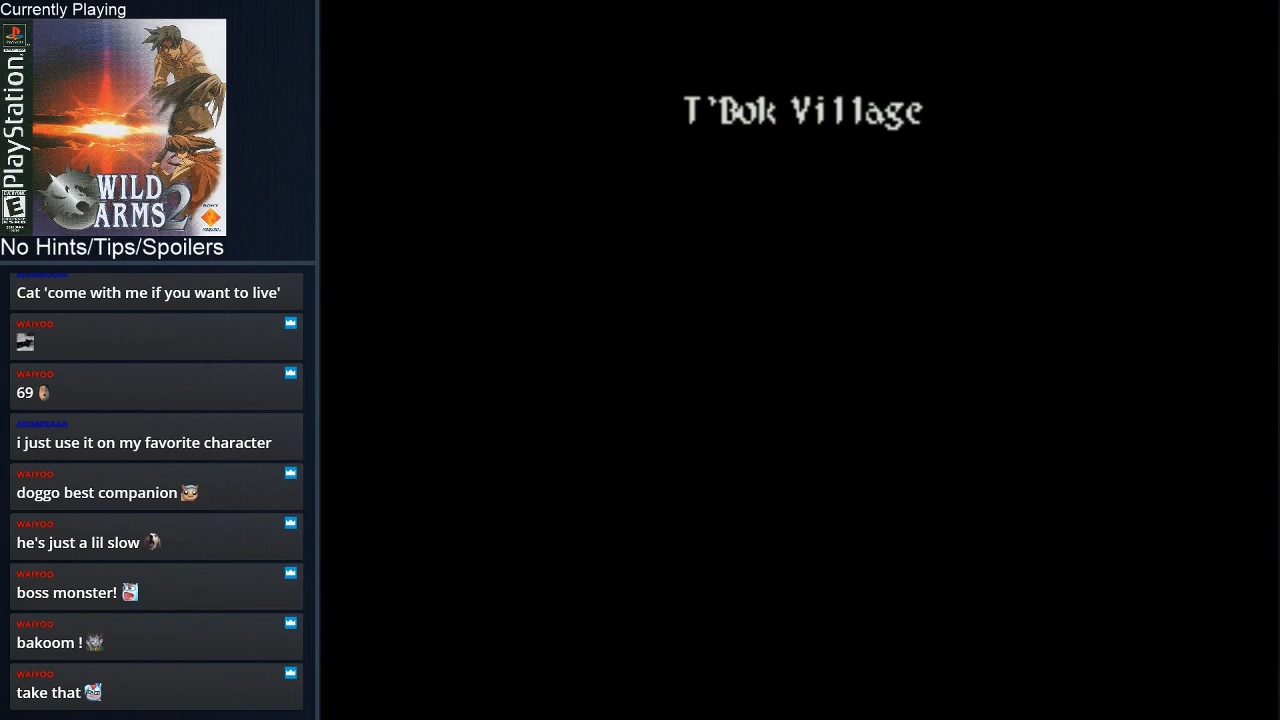 Currently Playing
PlayStation
WILD
ARMS 2
EVERYONE
E
SONY
No Hints/Tips/Spoilers
Cat 'come with me if you want to live'
WAIYOO
WAIYOO
69
i just use it on my favorite character
WAIYOO
doggo best companion
WAIYOO
he's just a lil slow
WAIYOO
boss monster!
WAIYOO
bakoom !
WAIYOO
take that
T'Bok Village